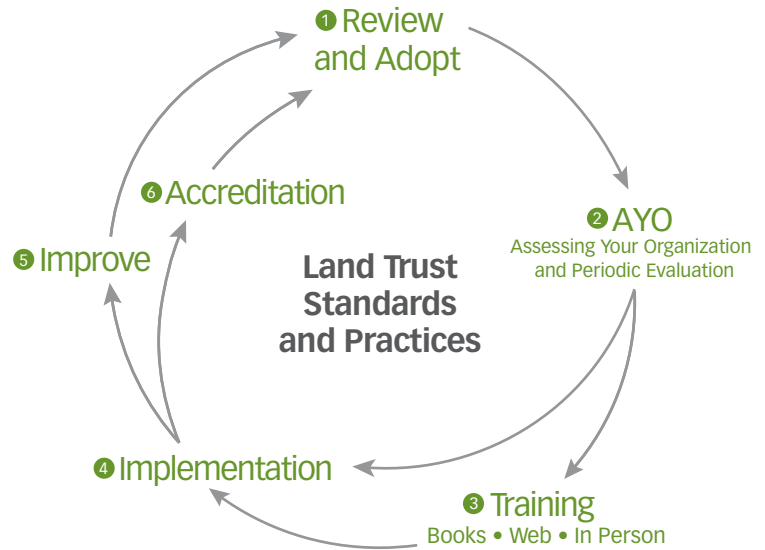 1 Review
and Adopt
2 AYO
Assessing Your Organization
and Periodic Evaluation
3 Training
Books • Web • In Person
4 Implementation
5 Improve
6 Accreditation
Land Trust
Standards
and Practices